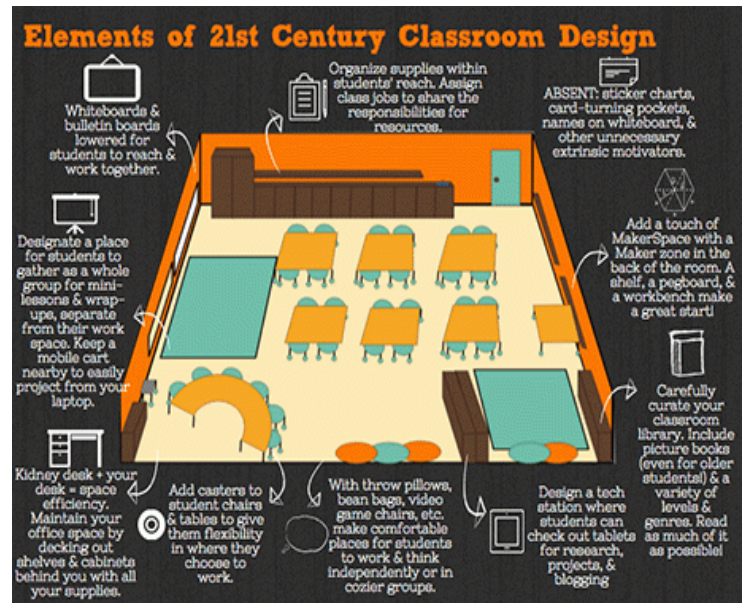 Elements of 21st Century Classroom Design
Whiteboards &
bulletin boards
lowered for
students to reach &
work together.
Organize supplies within
students' reach. Assign
class jobs to share the
responsibilities for
resources.
ABSENT: sticker charts,
card-turning pockets,
names on whiteboard, &
other unnecessary
extrinsic motivators.
Designate a place
for students to
gather as a whole
group for mini-
lessons & wrap-
ups, separate
from their work
space. Keep a
mobile cart
nearby to easily
project from your
laptop.
Add a touch of
MakerSpace with a
Maker zone in the
back of the room. A
shelf, a pegboard, &
a workbench make
a great start!
Kidney desk + your
desk = space
efficiency.
Maintain your
office space by
decking out
shelves & cabinets
behind you with all
your supplies.
Add casters to
student chairs
& tables to give
them flexibility
in where they
choose to
work.
With throw pillows,
bean bags, video
game chairs, etc.
make comfortable
places for students
to work & think
independently or in
cozier groups.
Design a tech
station where
students can
check out tablets
for research,
projects, &
blogging
Carefully
curate your
classroom
library. Include
picture books
(even for older
students!) & a
variety of
levels &
genres. Read
as much of it
as possible!